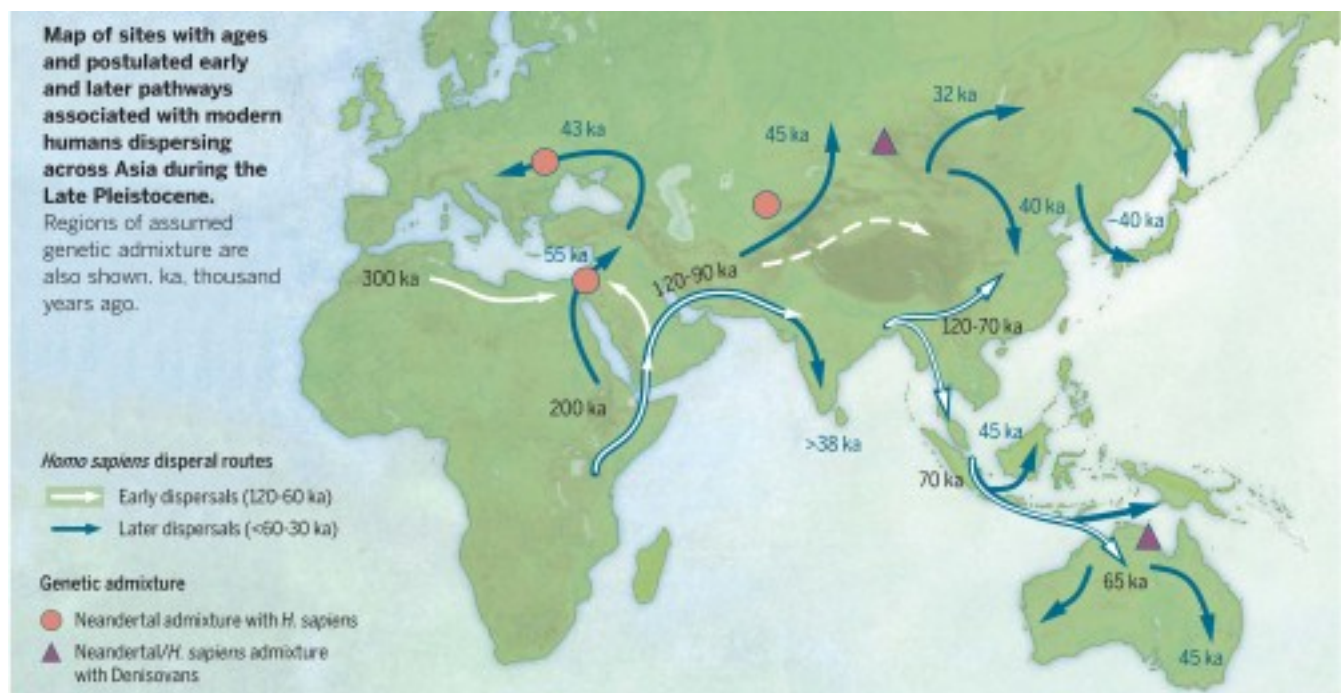 Map of sites with ages
and postulated early
and later pathways
associated with modern
humans dispersing
across Asia during the
Late Pleistocene.
Regions of assumed
genetic admixture are
also shown. ka, thousand
years ago.
32 ka
43 ka
45 ka
40 ka
~40 ka
55 ka
300 ka
120-90 ka
120-70 ka
200 ka
>38 ka
45 ka
70 ka
65 ka
45 ka
Homo sapiens disperal routes
Early dispersals (120-60 ka)
Later dispersals (<60-30 ka)
Genetic admixture
Neandertal admixture with H. sapiens
Neandertal/H. sapiens admixture
with Denisovans